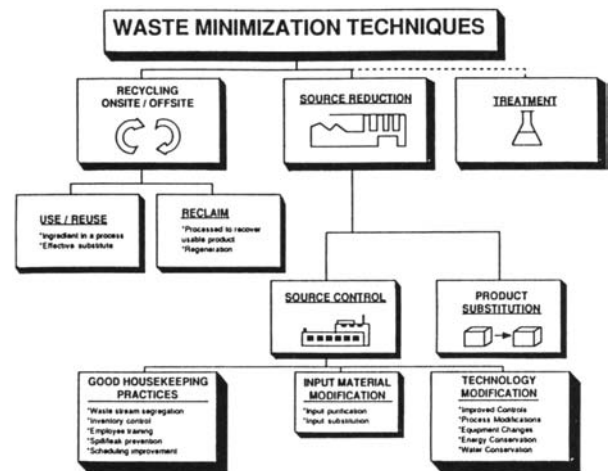 WASTE MINIMIZATION TECHNIQUES
RECYCLING
ONSITE / OFFSITE
SOURCE REDUCTION
TREATMENT
USE / REUSE
*Ingredient in a process
*Effective substitute
RECLAIM
*Processed to recover
usable product
*Regeneration
SOURCE CONTROL
PRODUCT
SUBSTITUTION
GOOD HOUSEKEEPING
PRACTICES
*Waste stream segregation
*Inventory control
*Employee training
*Spill/leak prevention
*Scheduling improvement
INPUT MATERIAL
MODIFICATION
*Input purification
*Input substitution
TECHNOLOGY
MODIFICATION
*Improved Controls
*Process Modifications
*Equipment Changes
*Energy Conservation
*Water Conservation